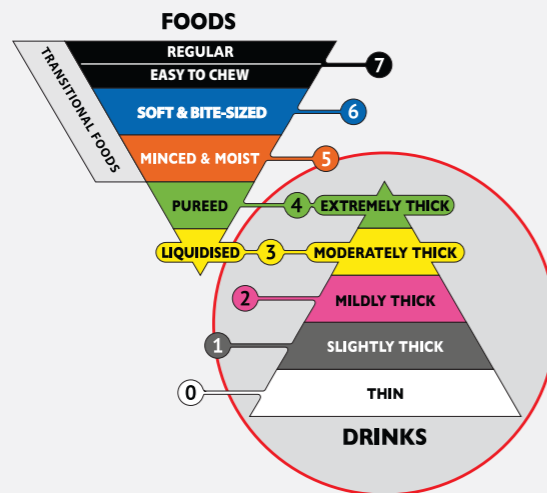 FOODS
REGULAR
EASY TO CHEW
7
TRANSITIONAL FOODS
SOFT & BITE-SIZED
6
MINCED & MOIST
5
PUREED
4
EXTREMELY THICK
LIQUIDISED
3
MODERATELY THICK
2
MILDLY THICK
1
SLIGHTLY THICK
0
THIN
DRINKS